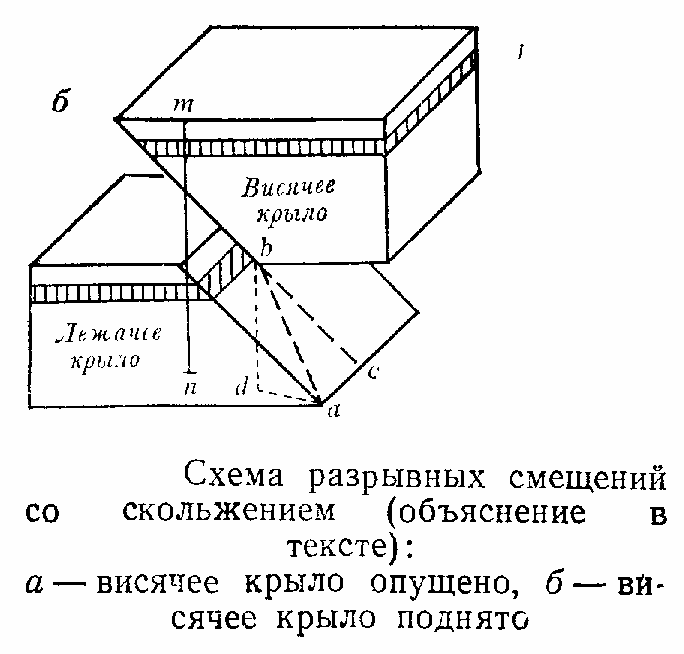 б
m
Висячее
крыло
b
Лежачее
крыло
n
d
c
a
Схема разрывных смещений
со скольжением (объяснение в
тексте):
а — висячее крыло опущено, б — ви-
сячее крыло поднято